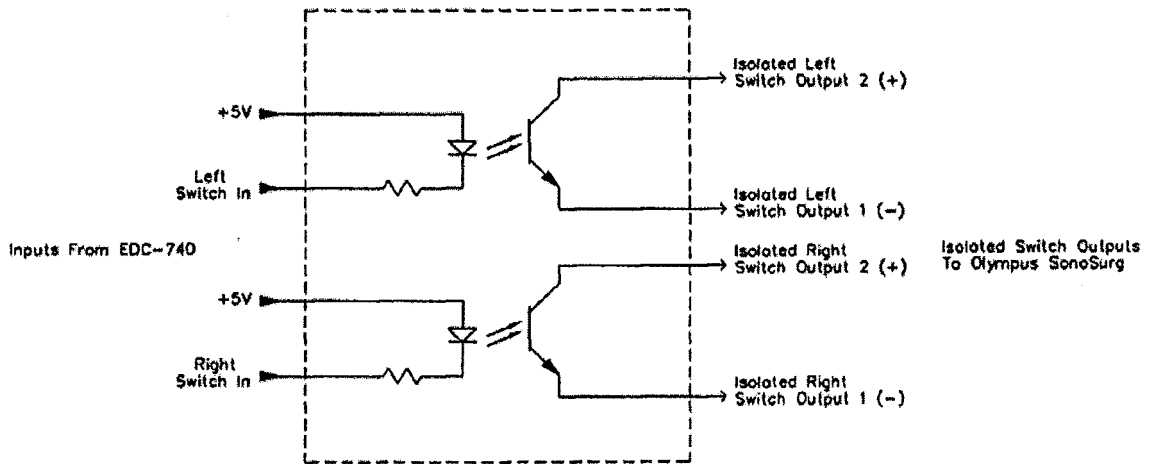 Isolated Left
Switch Output 2 (+)
+5V
Left
Switch In
Isolated Left
Switch Output 1 (-)
Inputs From EDC-740
Isolated Right
Switch Output 2 (+)
Isolated Switch Outputs
To Olympus SonoSurg
+5V
Right
Switch In
Isolated Right
Switch Output 1 (-)